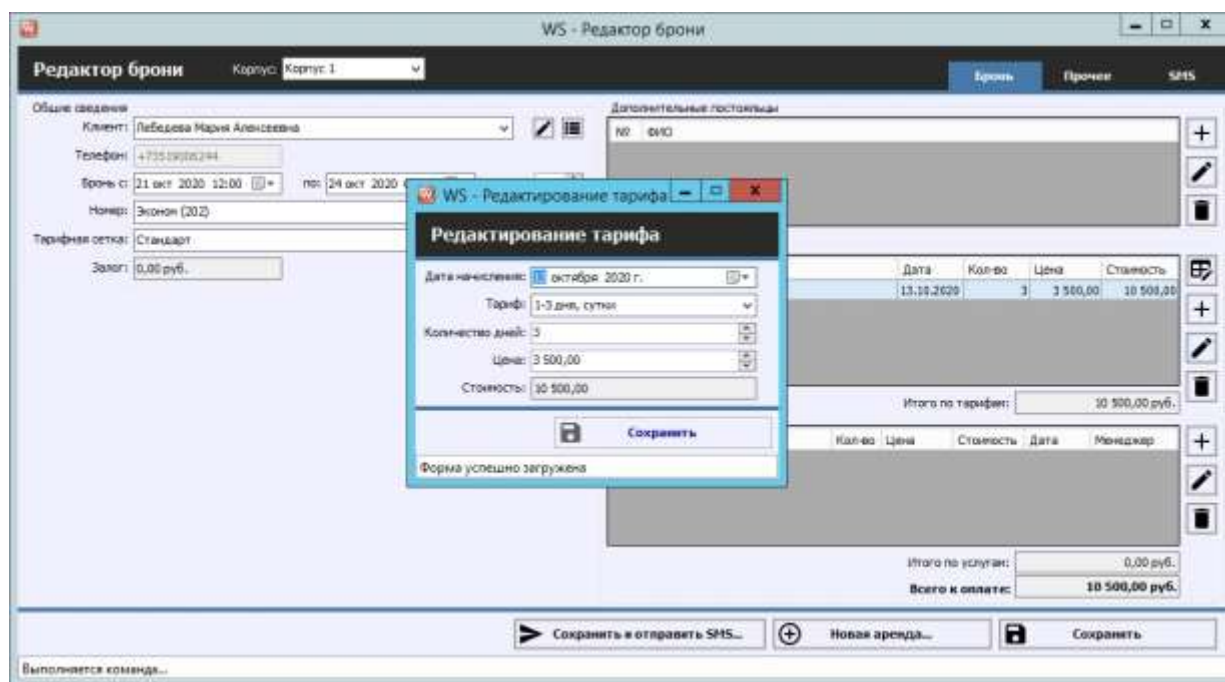 WS - Редактор брони
Редактор брони Корпус: Корпус 1
Бронь Прочее SMS
Общие сведения
Клиент: Лебедева Мария Алексеевна
Телефон:
Бронь с: 21 окт 2020 12:00 по: 24 окт 2020
Номер: Эконом (202)
Тарифная сетка: Стандарт
Залог: 0,00 руб.
Дополнительные постояльцы
№ ФИО
WS - Редактирование тарифа
Редактирование тарифа
Дата начисления: 13 октября 2020 г.
Тариф: 1-3 дня, сутки
Количество дней: 3
Цена: 3 500,00
Стоимость: 10 500,00
Сохранить
Форма успешно загружена
Дата Кол-во Цена Стоимость
13.10.2020 3 3 500,00 10 500,00
Итого по тарифам: 10 500,00 руб.
Кол-во Цена Стоимость Дата Менеджер
Итого по услугам: 0,00 руб.
Всего к оплате: 10 500,00 руб.
Сохранить и отправить SMS... Новая аренда... Сохранить
Выполняется команда...